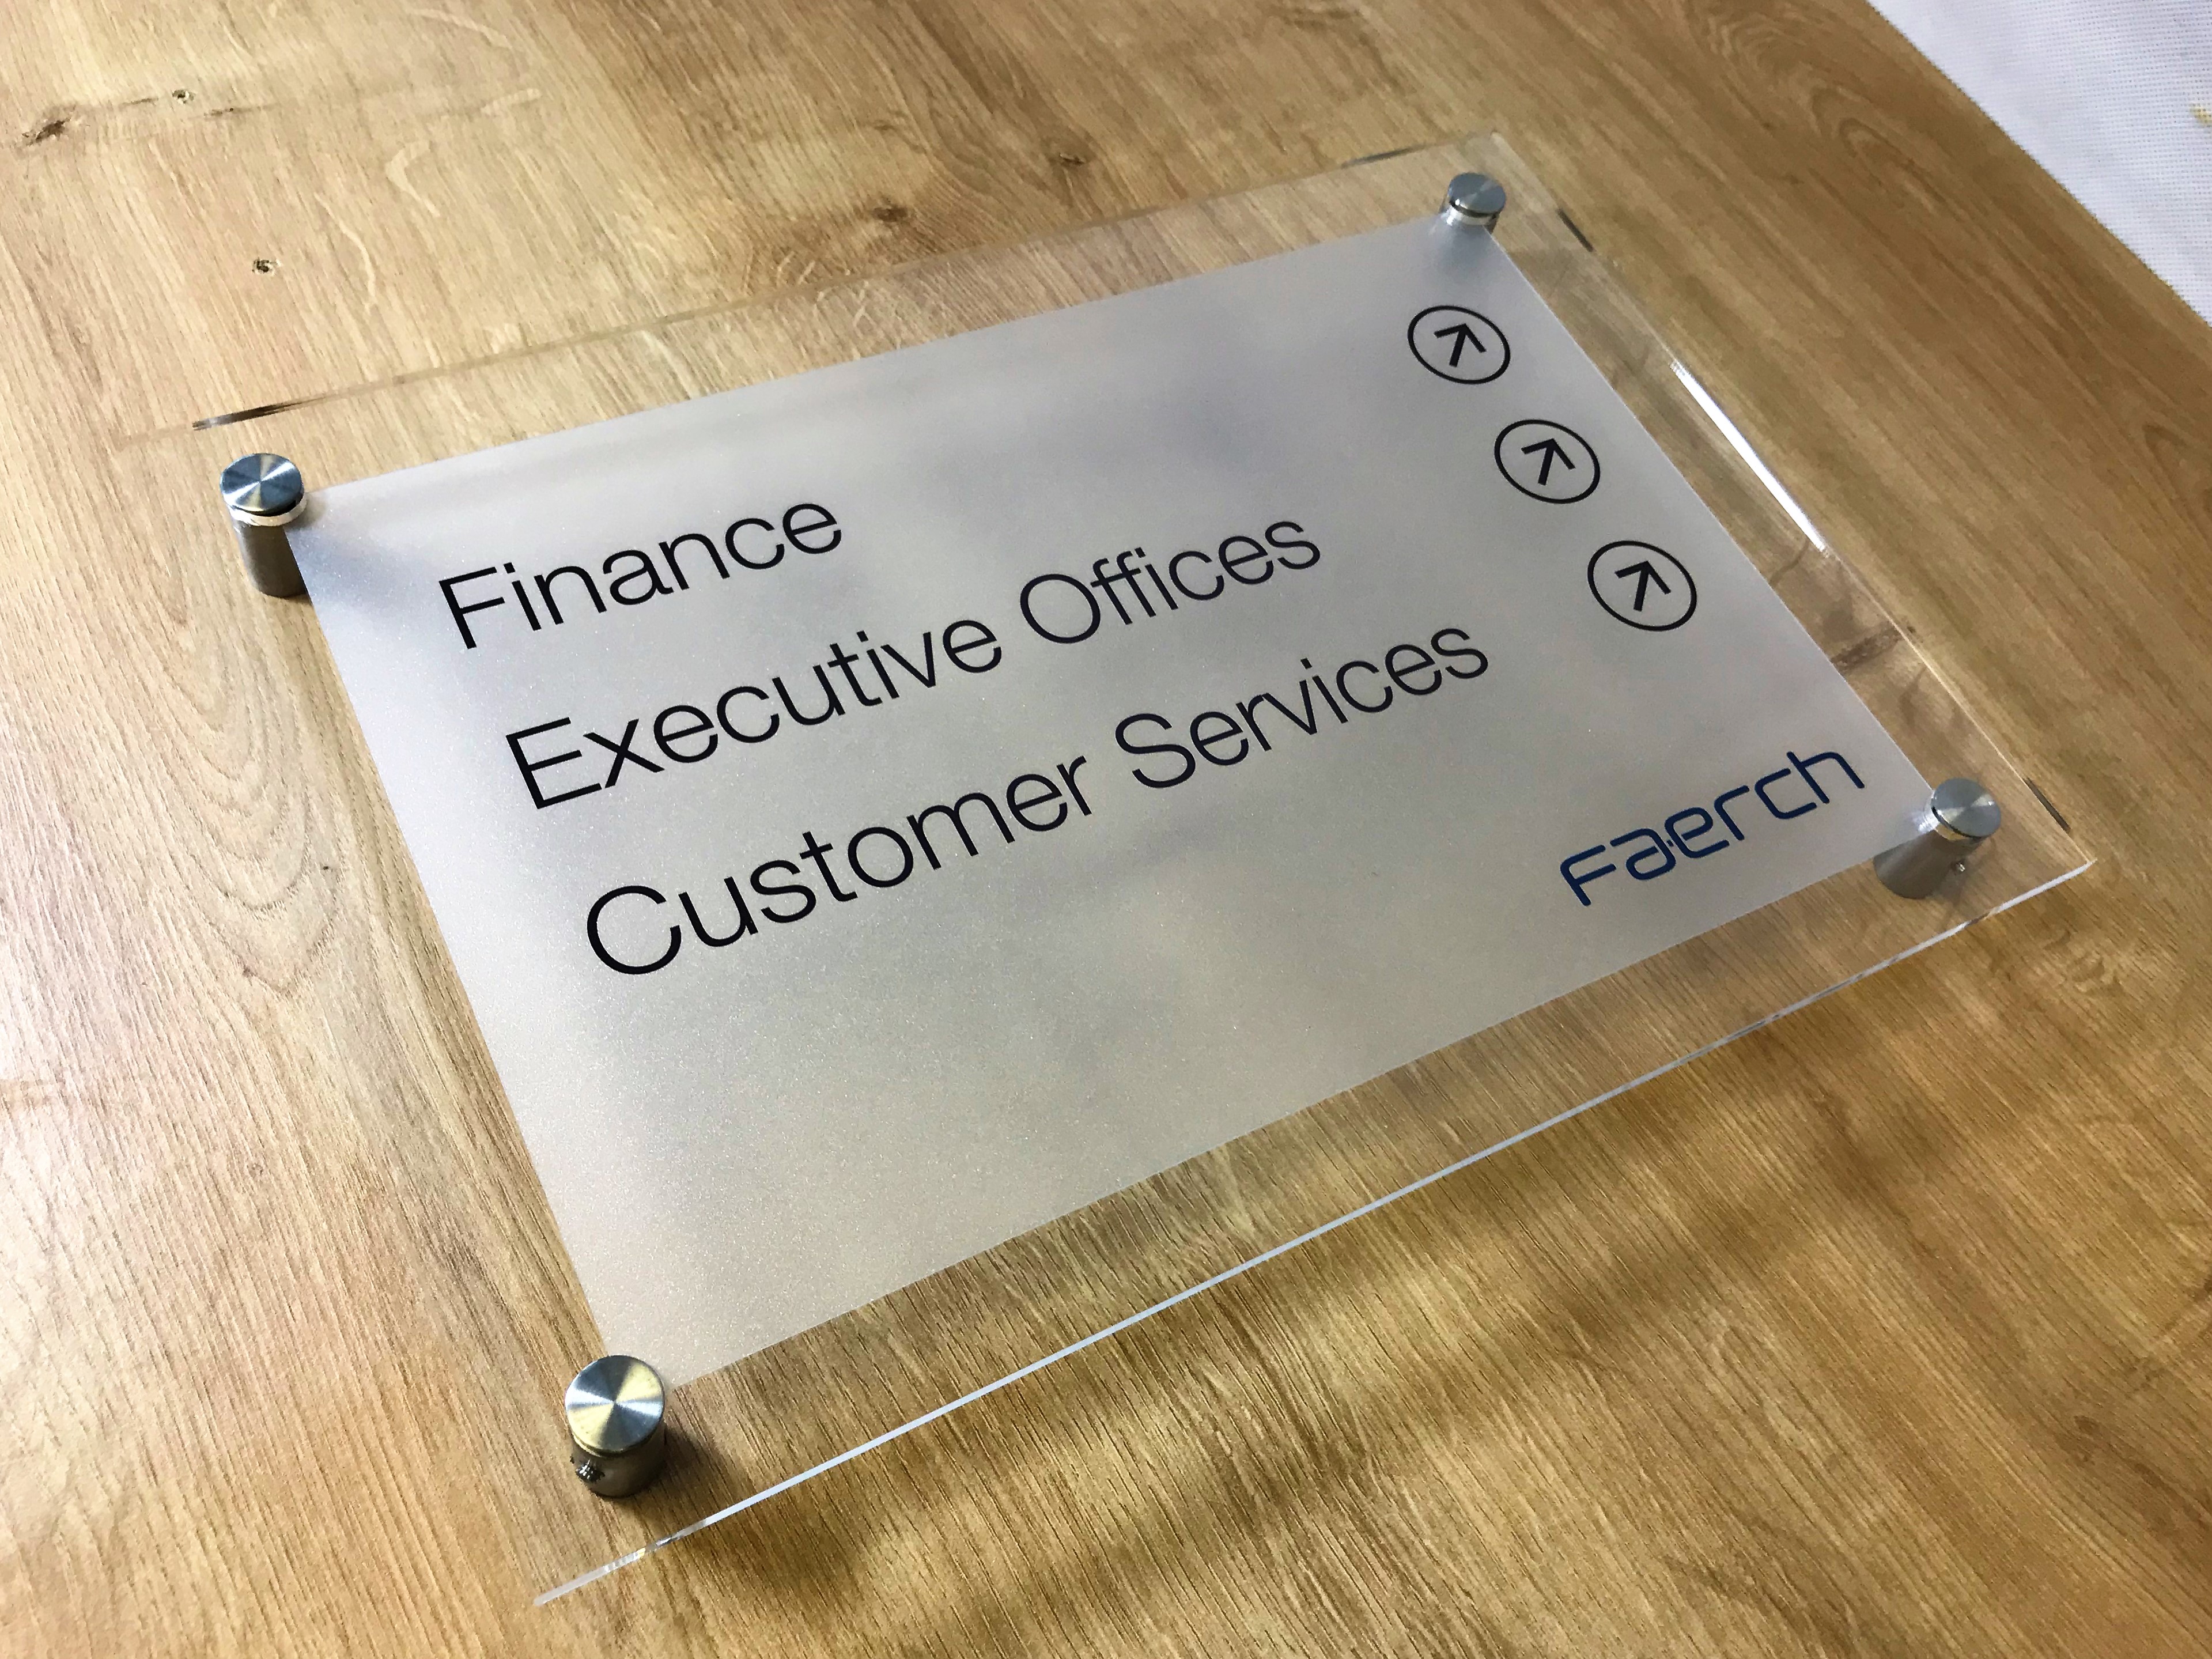 Finance
Executive Offices
Customer Services
faerch